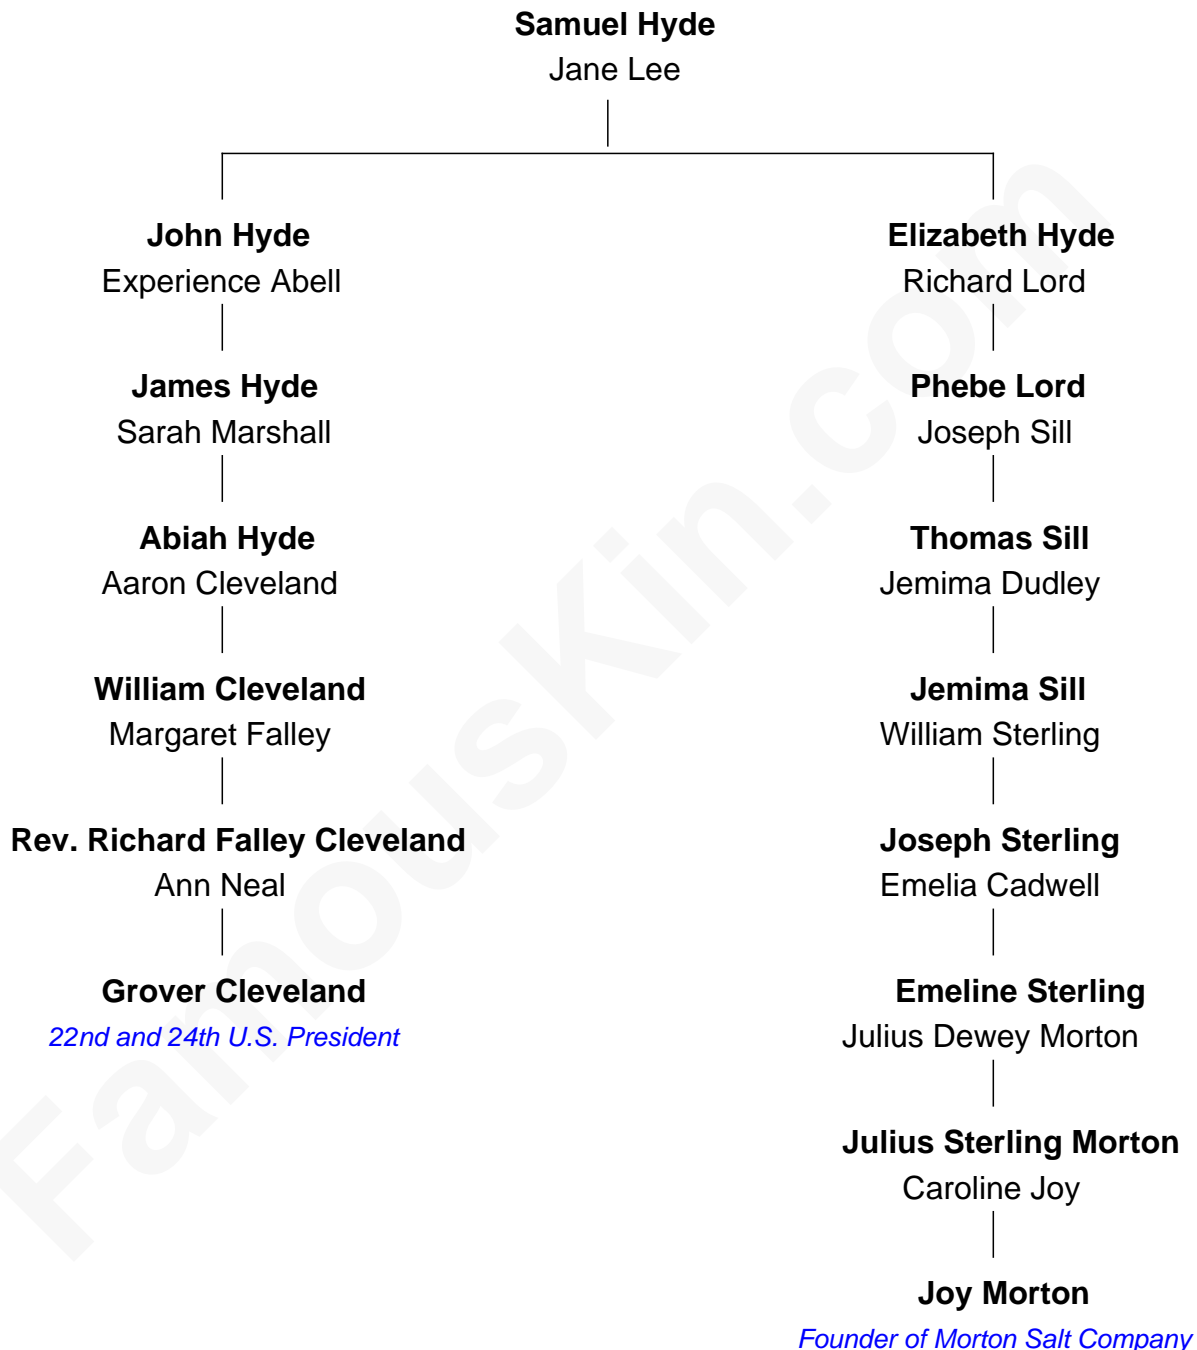 Samuel Hyde
Jane Lee
John Hyde
Experience Abell
James Hyde
Sarah Marshall
Abiah Hyde
Aaron Cleveland
William Cleveland
Margaret Falley
Rev. Richard Falley Cleveland
Ann Neal
Grover Cleveland
22nd and 24th U.S. President
Elizabeth Hyde
Richard Lord
Phebe Lord
Joseph Sill
Thomas Sill
Jemima Dudley
Jemima Sill
William Sterling
Joseph Sterling
Emelia Cadwell
Emeline Sterling
Julius Dewey Morton
Julius Sterling Morton
Caroline Joy
Joy Morton
Founder of Morton Salt Company
FamousKin.com